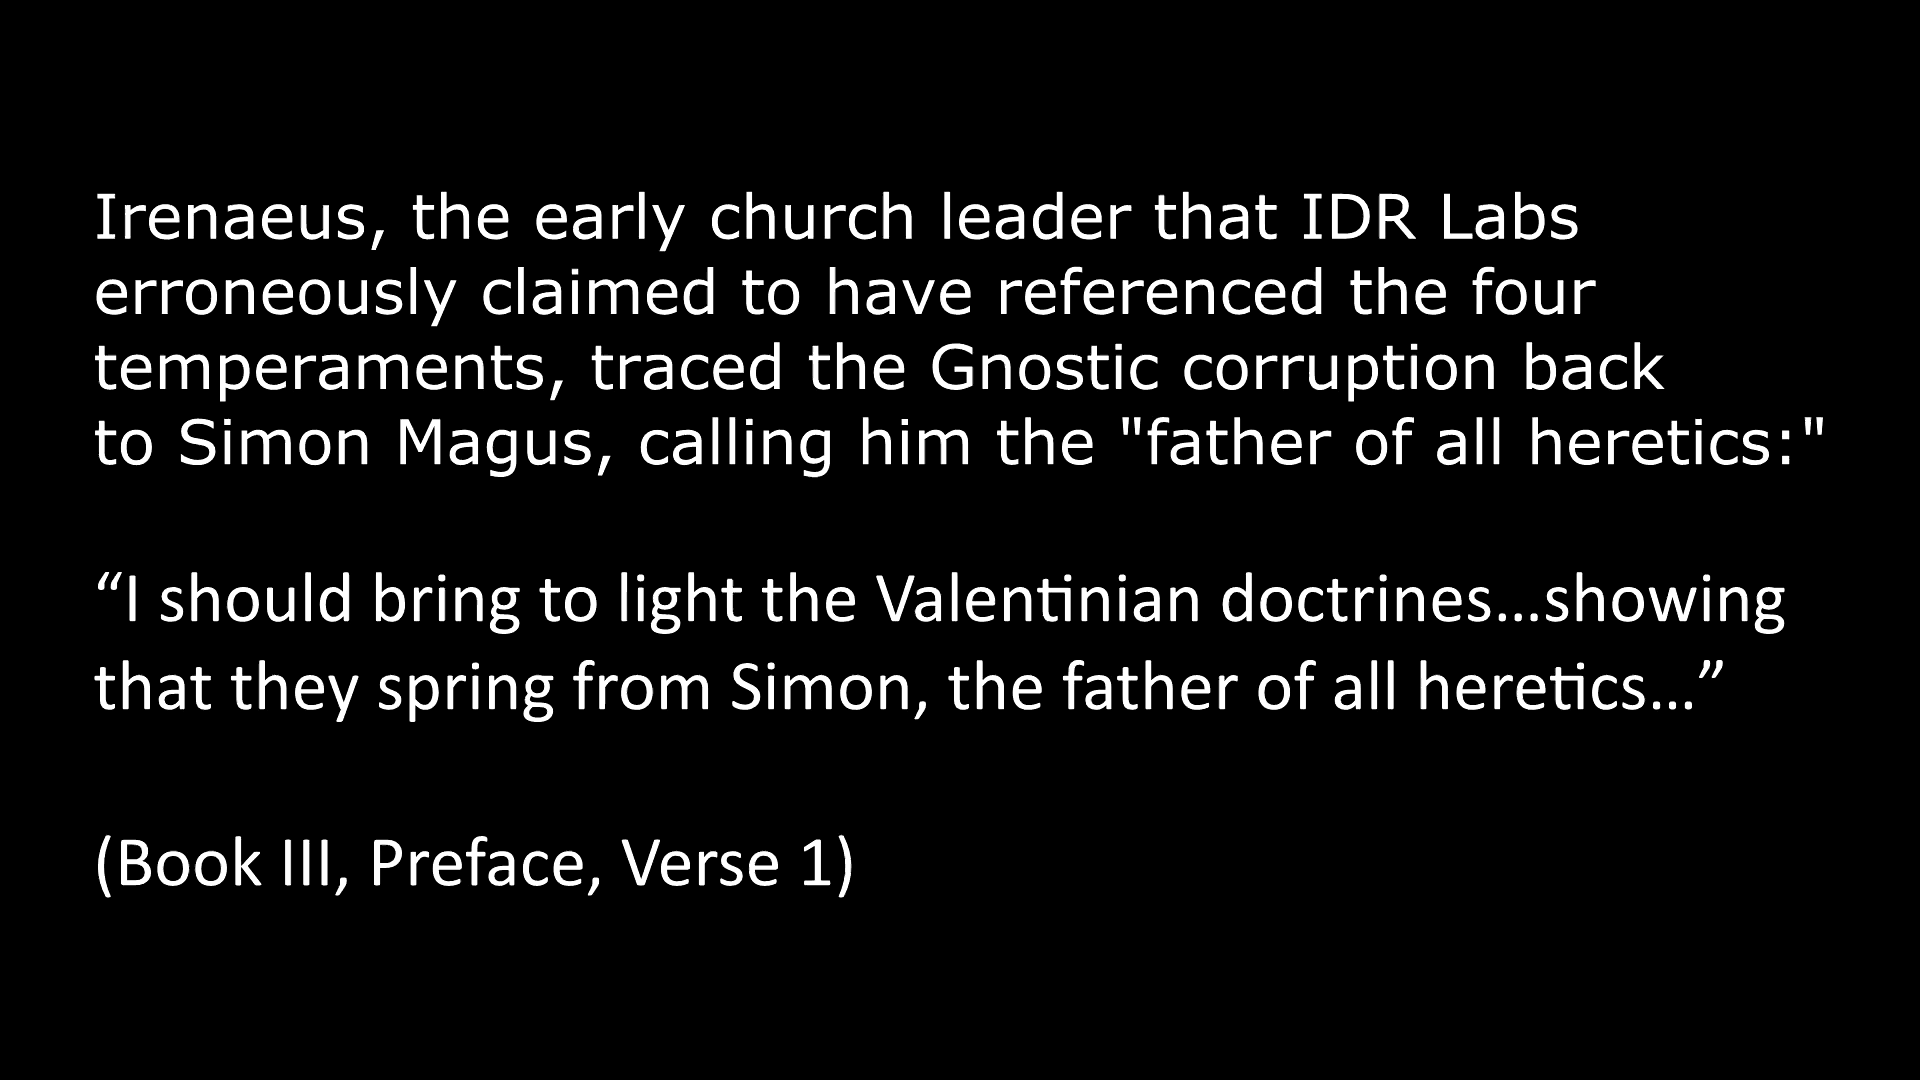 Irenaeus, the early church leader that IDR Labs
erroneously claimed to have referenced the four
temperaments, traced the Gnostic corruption back
to Simon Magus, calling him the "father of all heretics:"
“I should bring to light the Valentinian doctrines…showing
that they spring from Simon, the father of all heretics…”
(Book III, Preface, Verse 1)